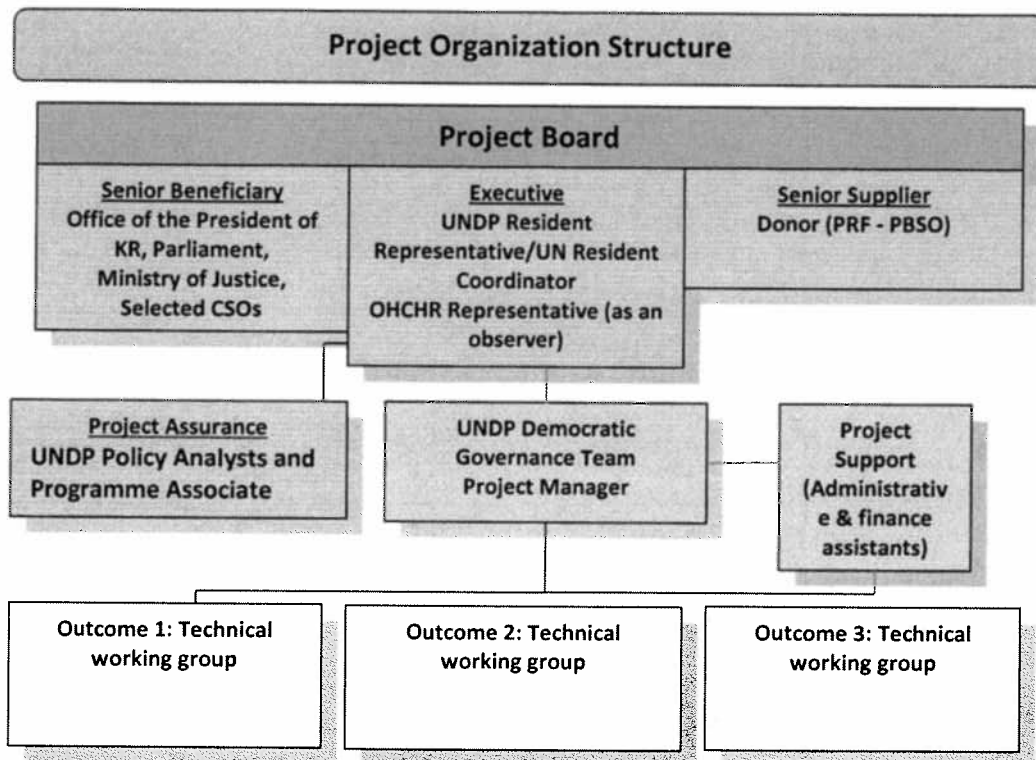 Project Organization Structure
Project Board
Senior Beneficiary
Office of the President of
KR, Parliament,
Ministry of Justice,
Selected CSOs
Executive
UNDP Resident
Representative/UN Resident
Coordinator
OHCHR Representative (as an
observer)
Senior Supplier
Donor (PRF - PBSO)
Project Assurance
UNDP Policy Analysts and
Programme Associate
UNDP Democratic
Governance Team
Project Manager
Project
Support
(Administrativ
e & finance
assistants)
Outcome 1: Technical
working group
Outcome 2: Technical
working group
Outcome 3: Technical
working group